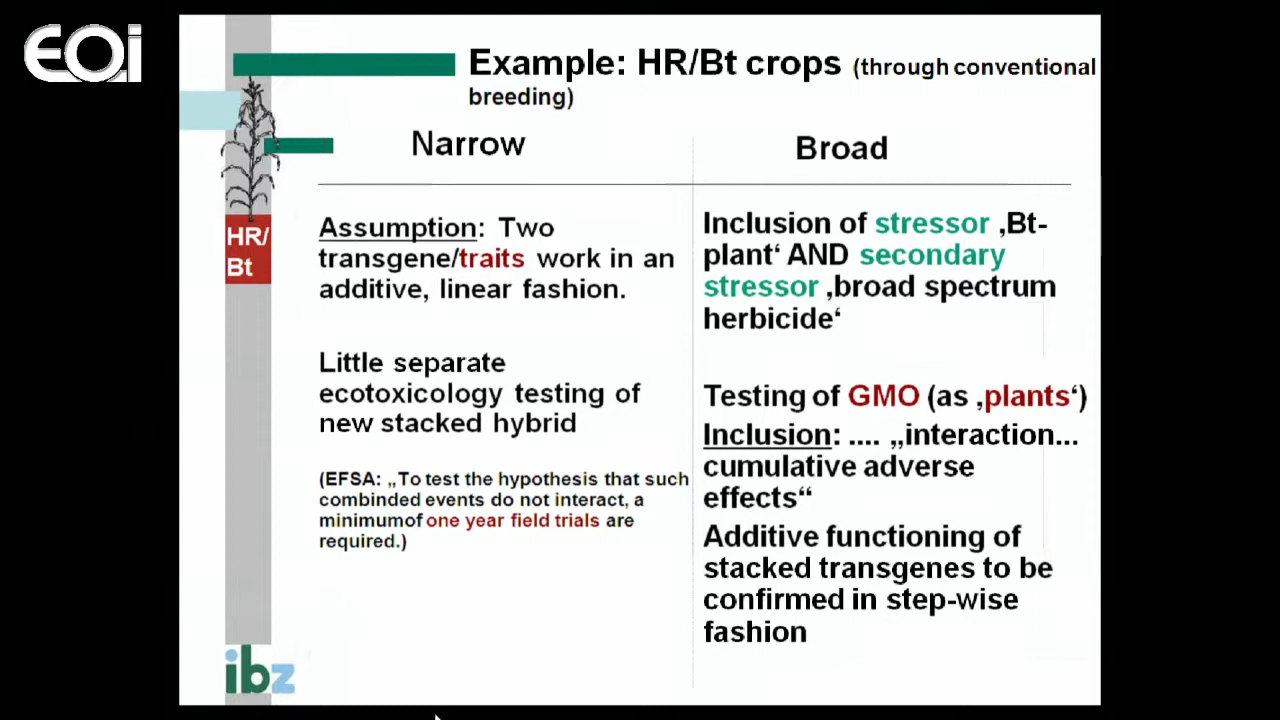 EOi
Example: HR/Bt crops (through conventional
breeding)
Narrow
Broad
HR/
Bt
Assumption: Two
transgene/traits work in an
additive, linear fashion.
Little separate
ecotoxicology testing of
new stacked hybrid
(EFSA: „To test the hypothesis that such
combinded events do not interact, a
minimumof one year field trials are
required.)
Inclusion of stressor ‚Bt-
plant‘ AND secondary
stressor ‚broad spectrum
herbicide‘
Testing of GMO (as ‚plants‘)
Inclusion: .... „interaction...
cumulative adverse
effects“
Additive functioning of
stacked transgenes to be
confirmed in step-wise
fashion
ibz